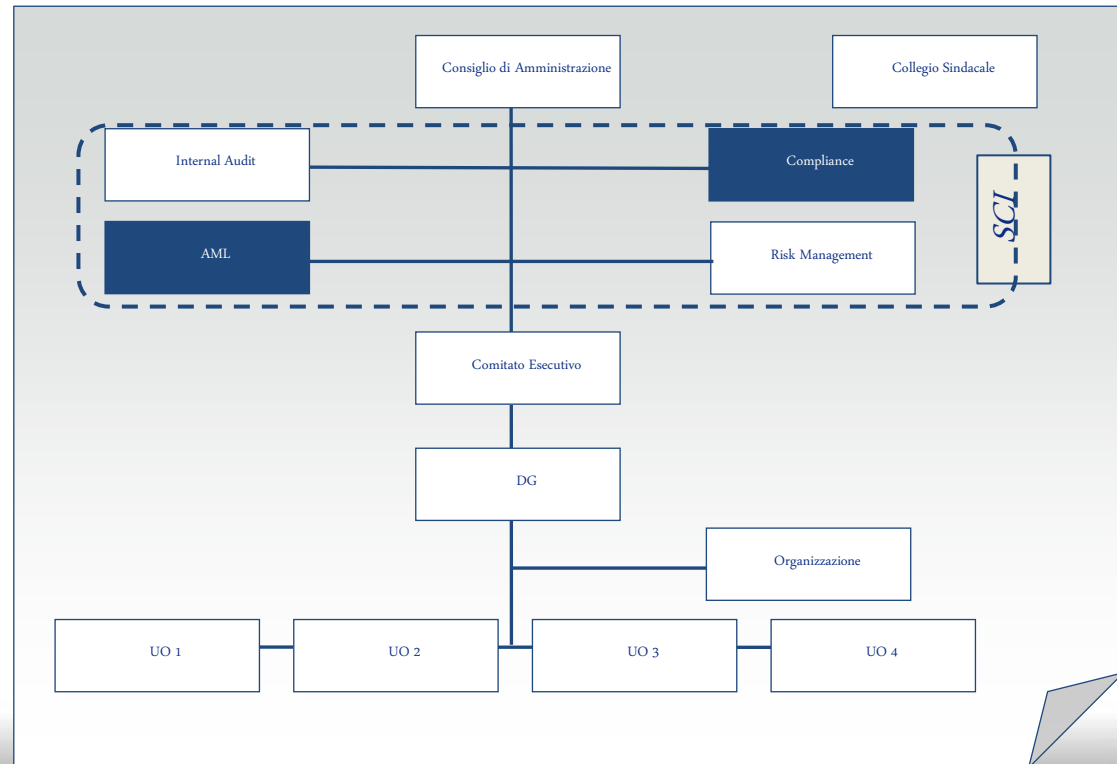 Consiglio di Amministrazione
Collegio Sindacale
Internal Audit
Compliance
SCI
AML
Risk Management
Comitato Esecutivo
DG
Organizzazione
UO 1
UO 2
UO 3
UO 4